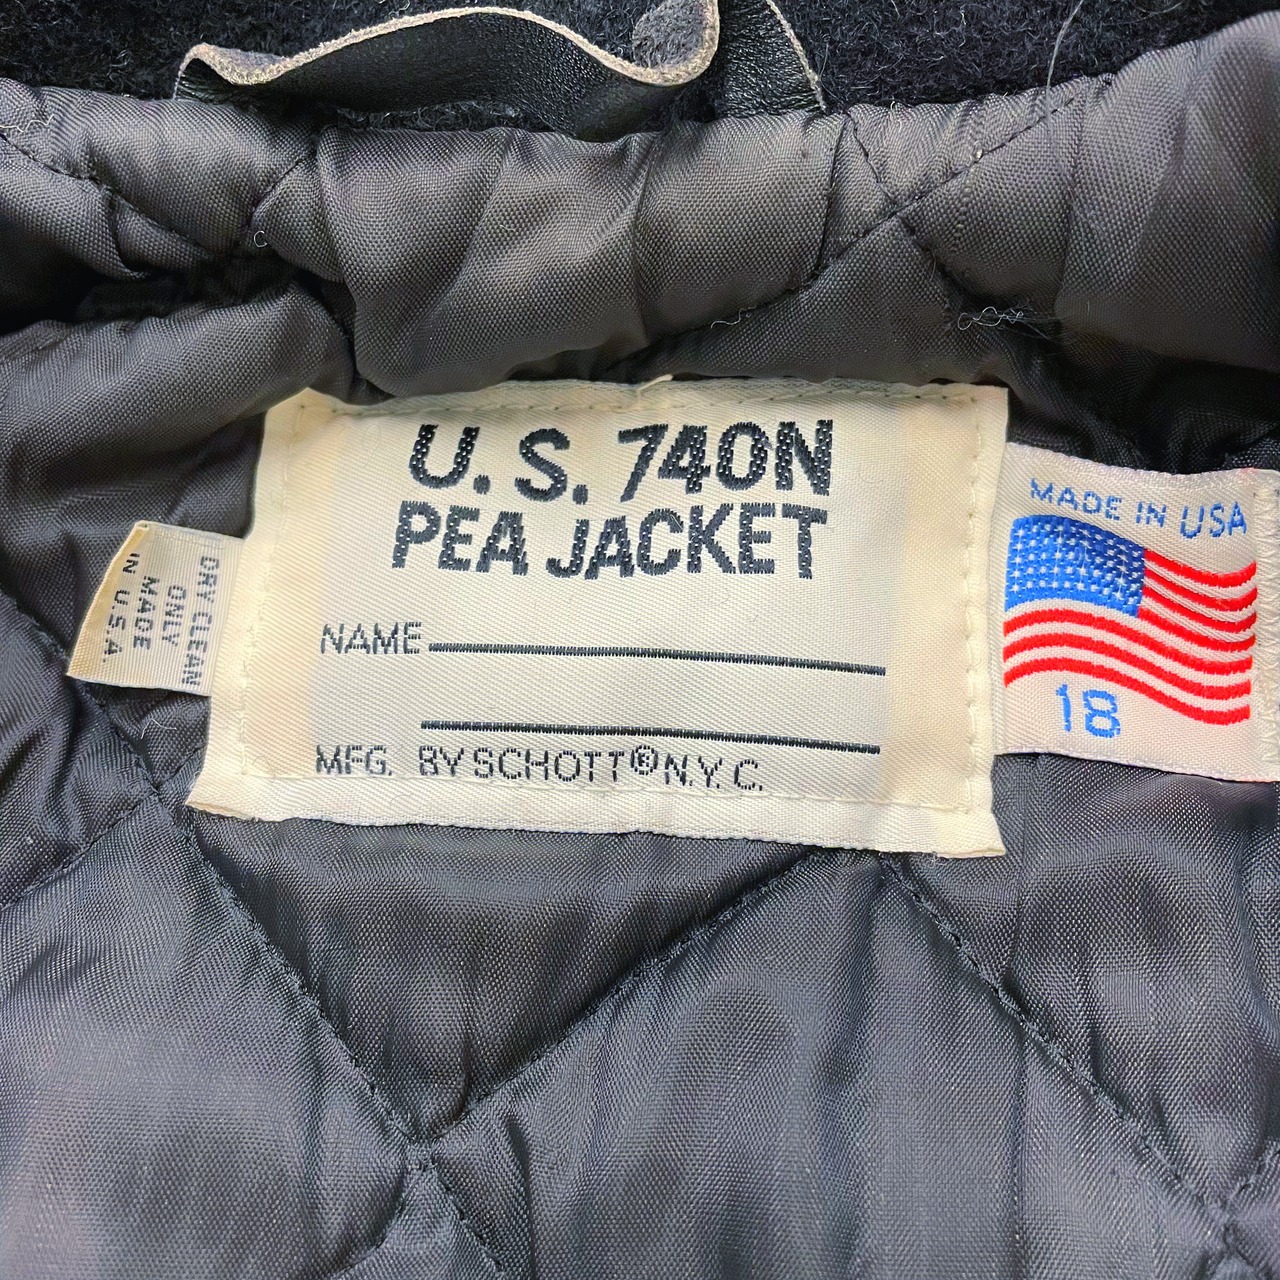 U.S. 740N
PEA JACKET
NAME
MFG. BY SCHOTT® N.Y.C.
DRY CLEAN
ONLY
MADE
IN U.S.A.
MADE IN USA
18